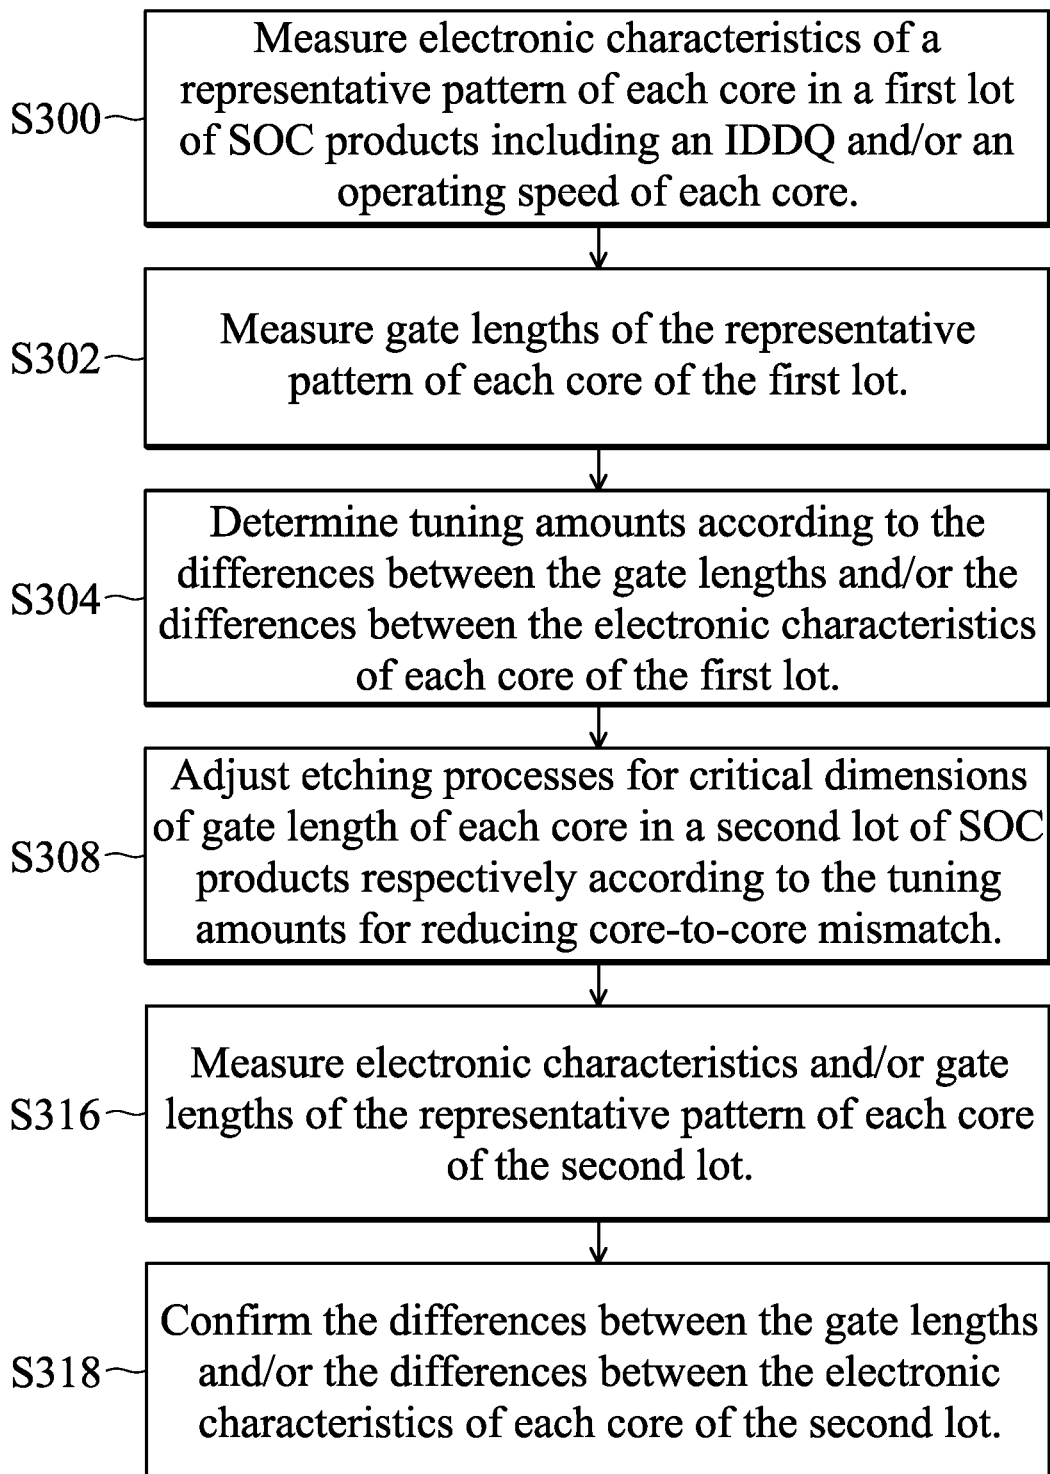 Measure electronic characteristics of a
representative pattern of each core in a first lot
S300
of SOC products including an IDDQ and/or an
operating speed of each core.
Measure gate lengths of the representative
S302
pattern of each core of the first lot.
Determine tuning amounts according to the
differences between the gate lengths and/or the
S304
differences between the electronic characteristics
of each core of the first lot.
Adjust etching processes for critical dimensions
of gate length of each core in a second lot of SOC
S308
products respectively according to the tuning
amounts for reducing core-to-core mismatch.
Measure electronic characteristics and/or gate
S316
lengths of the representative pattern of each core
of the second lot.
Confirm the differences between the gate lengths
S318
and/or the differences between the electronic
characteristics of each core of the second lot.